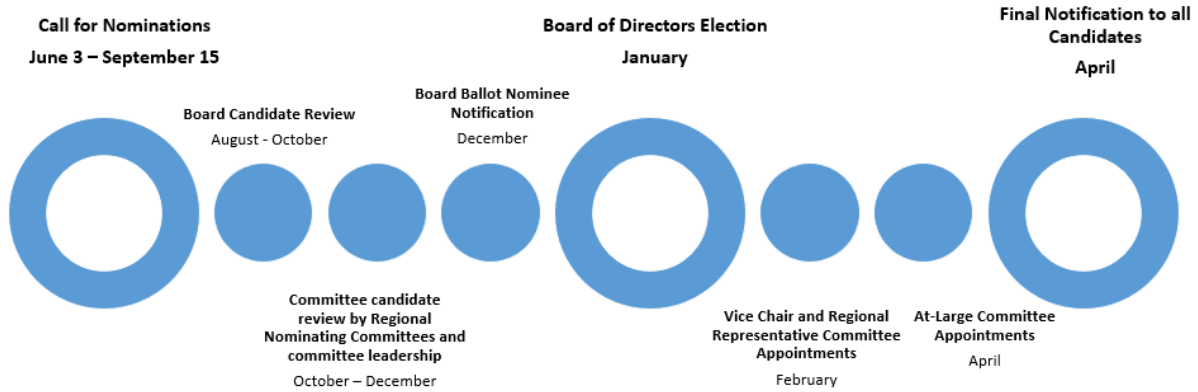 Call for Nominations
June 3 – September 15
Board Candidate Review
August - October
Committee candidate
review by Regional
Nominating Committees and
committee leadership
October – December
Board Ballot Nominee
Notification
December
Board of Directors Election
January
Vice Chair and Regional
Representative Committee
Appointments
February
At-Large Committee
Appointments
April
Final Notification to all
Candidates
April